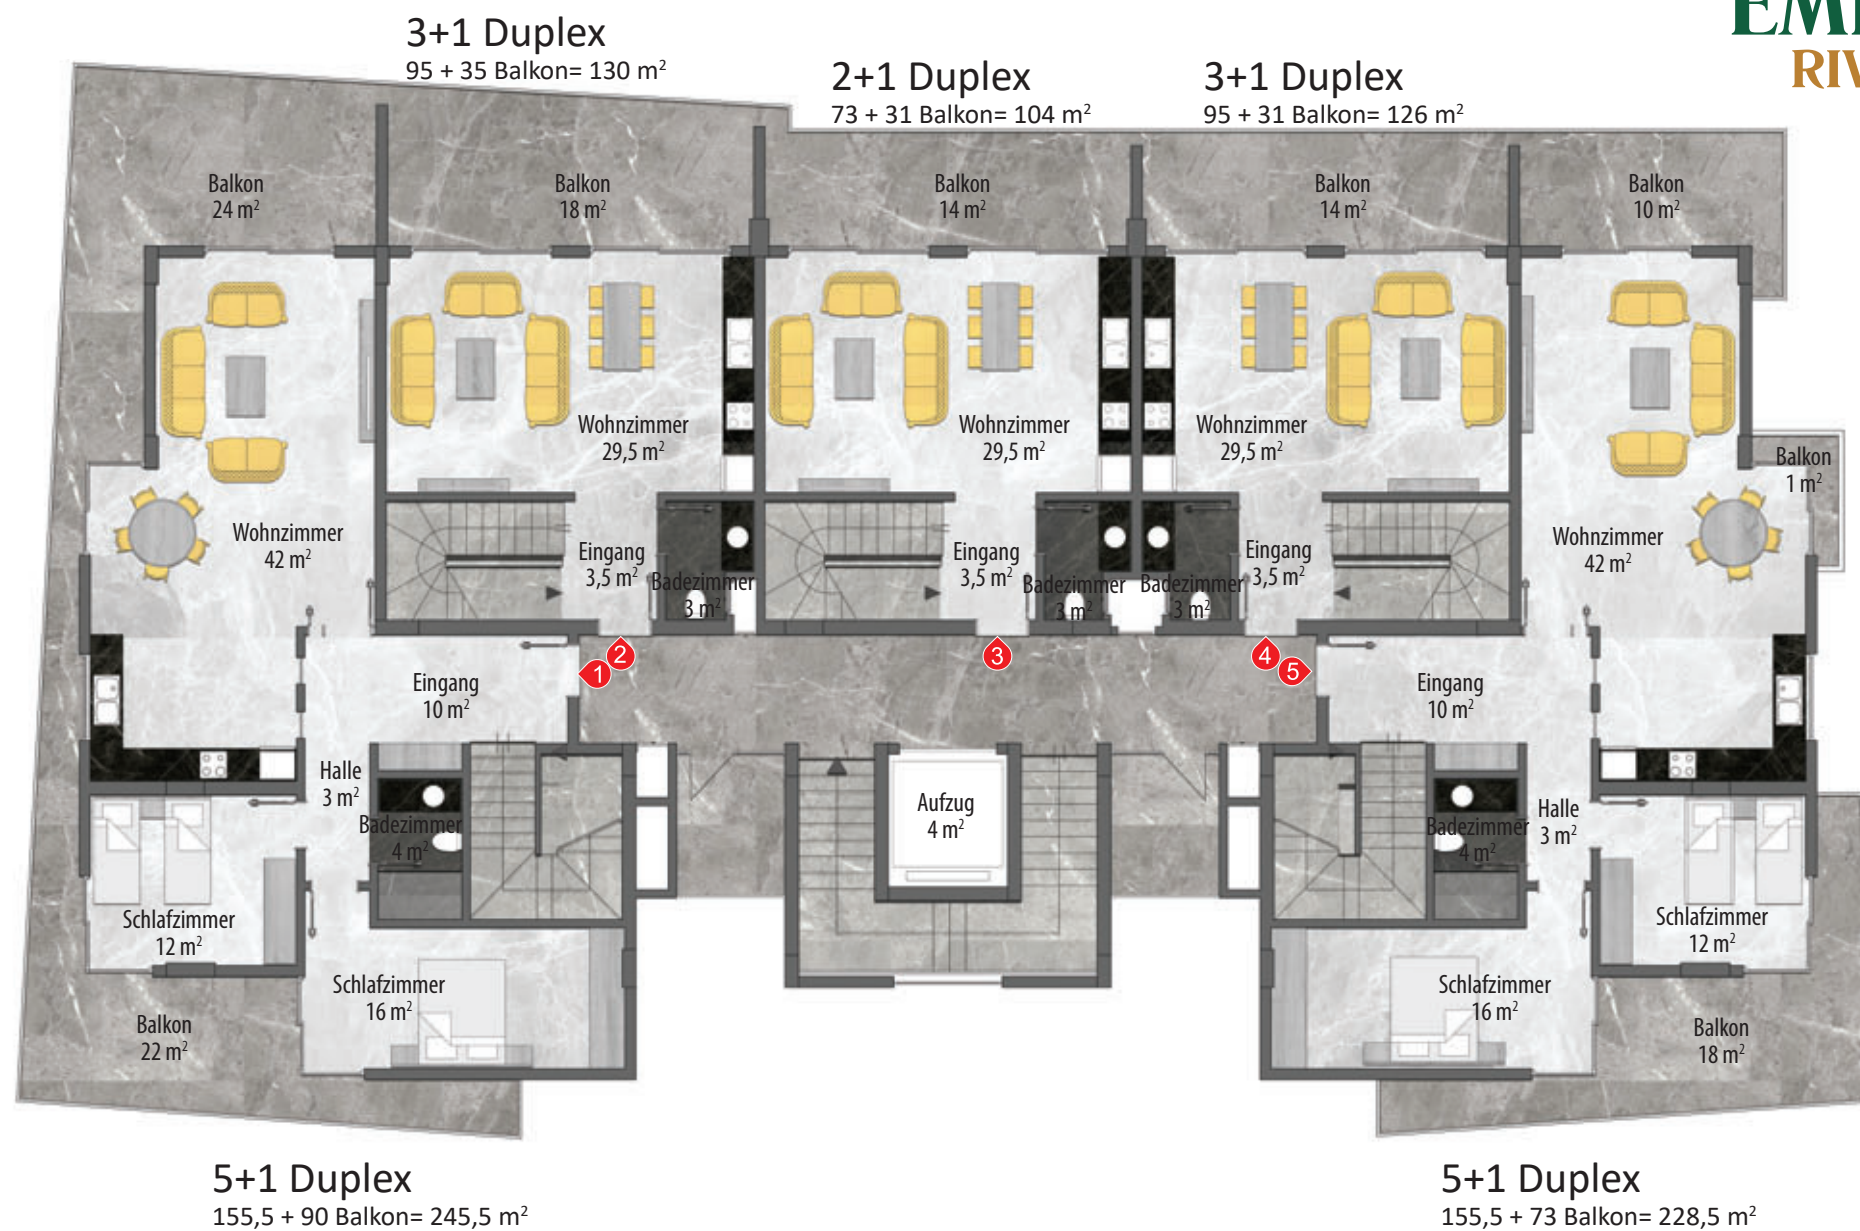 3+1 Duplex
95 + 35 Balkon= 130 m²
2+1 Duplex
73 + 31 Balkon= 104 m²
3+1 Duplex
95 + 31 Balkon= 126 m²
RIV
Balkon
24 m²
Balkon
18 m²
Balkon
14 m²
Balkon
14 m²
Balkon
10 m²
Wohnzimmer
29,5 m²
Wohnzimmer
29,5 m²
Wohnzimmer
29,5 m²
Balkon
1 m²
Wohnzimmer
42 m²
Eingang
3,5 m²
Badezimmer
3 m²
Eingang
3,5 m²
Badezimmer
3 m²
Badezimmer
3 m²
Eingang
3,5 m²
Wohnzimmer
42 m²
1
2
3
4
5
Eingang
10 m²
Eingang
10 m²
Halle
3 m²
Badezimmer
4 m²
Aufzug
4 m²
Badezimmer
4 m²
Halle
3 m²
Schlafzimmer
12 m²
Schlafzimmer
12 m²
Schlafzimmer
16 m²
Schlafzimmer
16 m²
Balkon
22 m²
Balkon
18 m²
5+1 Duplex
155,5 + 90 Balkon= 245,5 m²
5+1 Duplex
155,5 + 73 Balkon= 228,5 m²